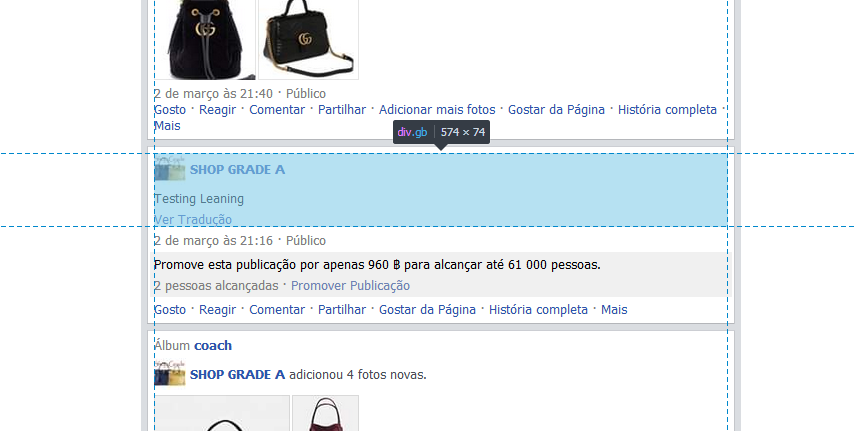 2 de março às 21:40 · Público
Gosto · Reagir · Comentar · Partilhar · Adicionar mais fotos · Gostar da Página · História completa ·
Mais
div.gb 574 × 74
SHOP GRADE A
Testing Leaning
Ver Tradução
2 de março às 21:16 · Público
Promove esta publicação por apenas 960 ฿ para alcançar até 61 000 pessoas.
2 pessoas alcançadas · Promover Publicação
Gosto · Reagir · Comentar · Partilhar · Gostar da Página · História completa · Mais
Álbum coach
SHOP GRADE A adicionou 4 fotos novas.